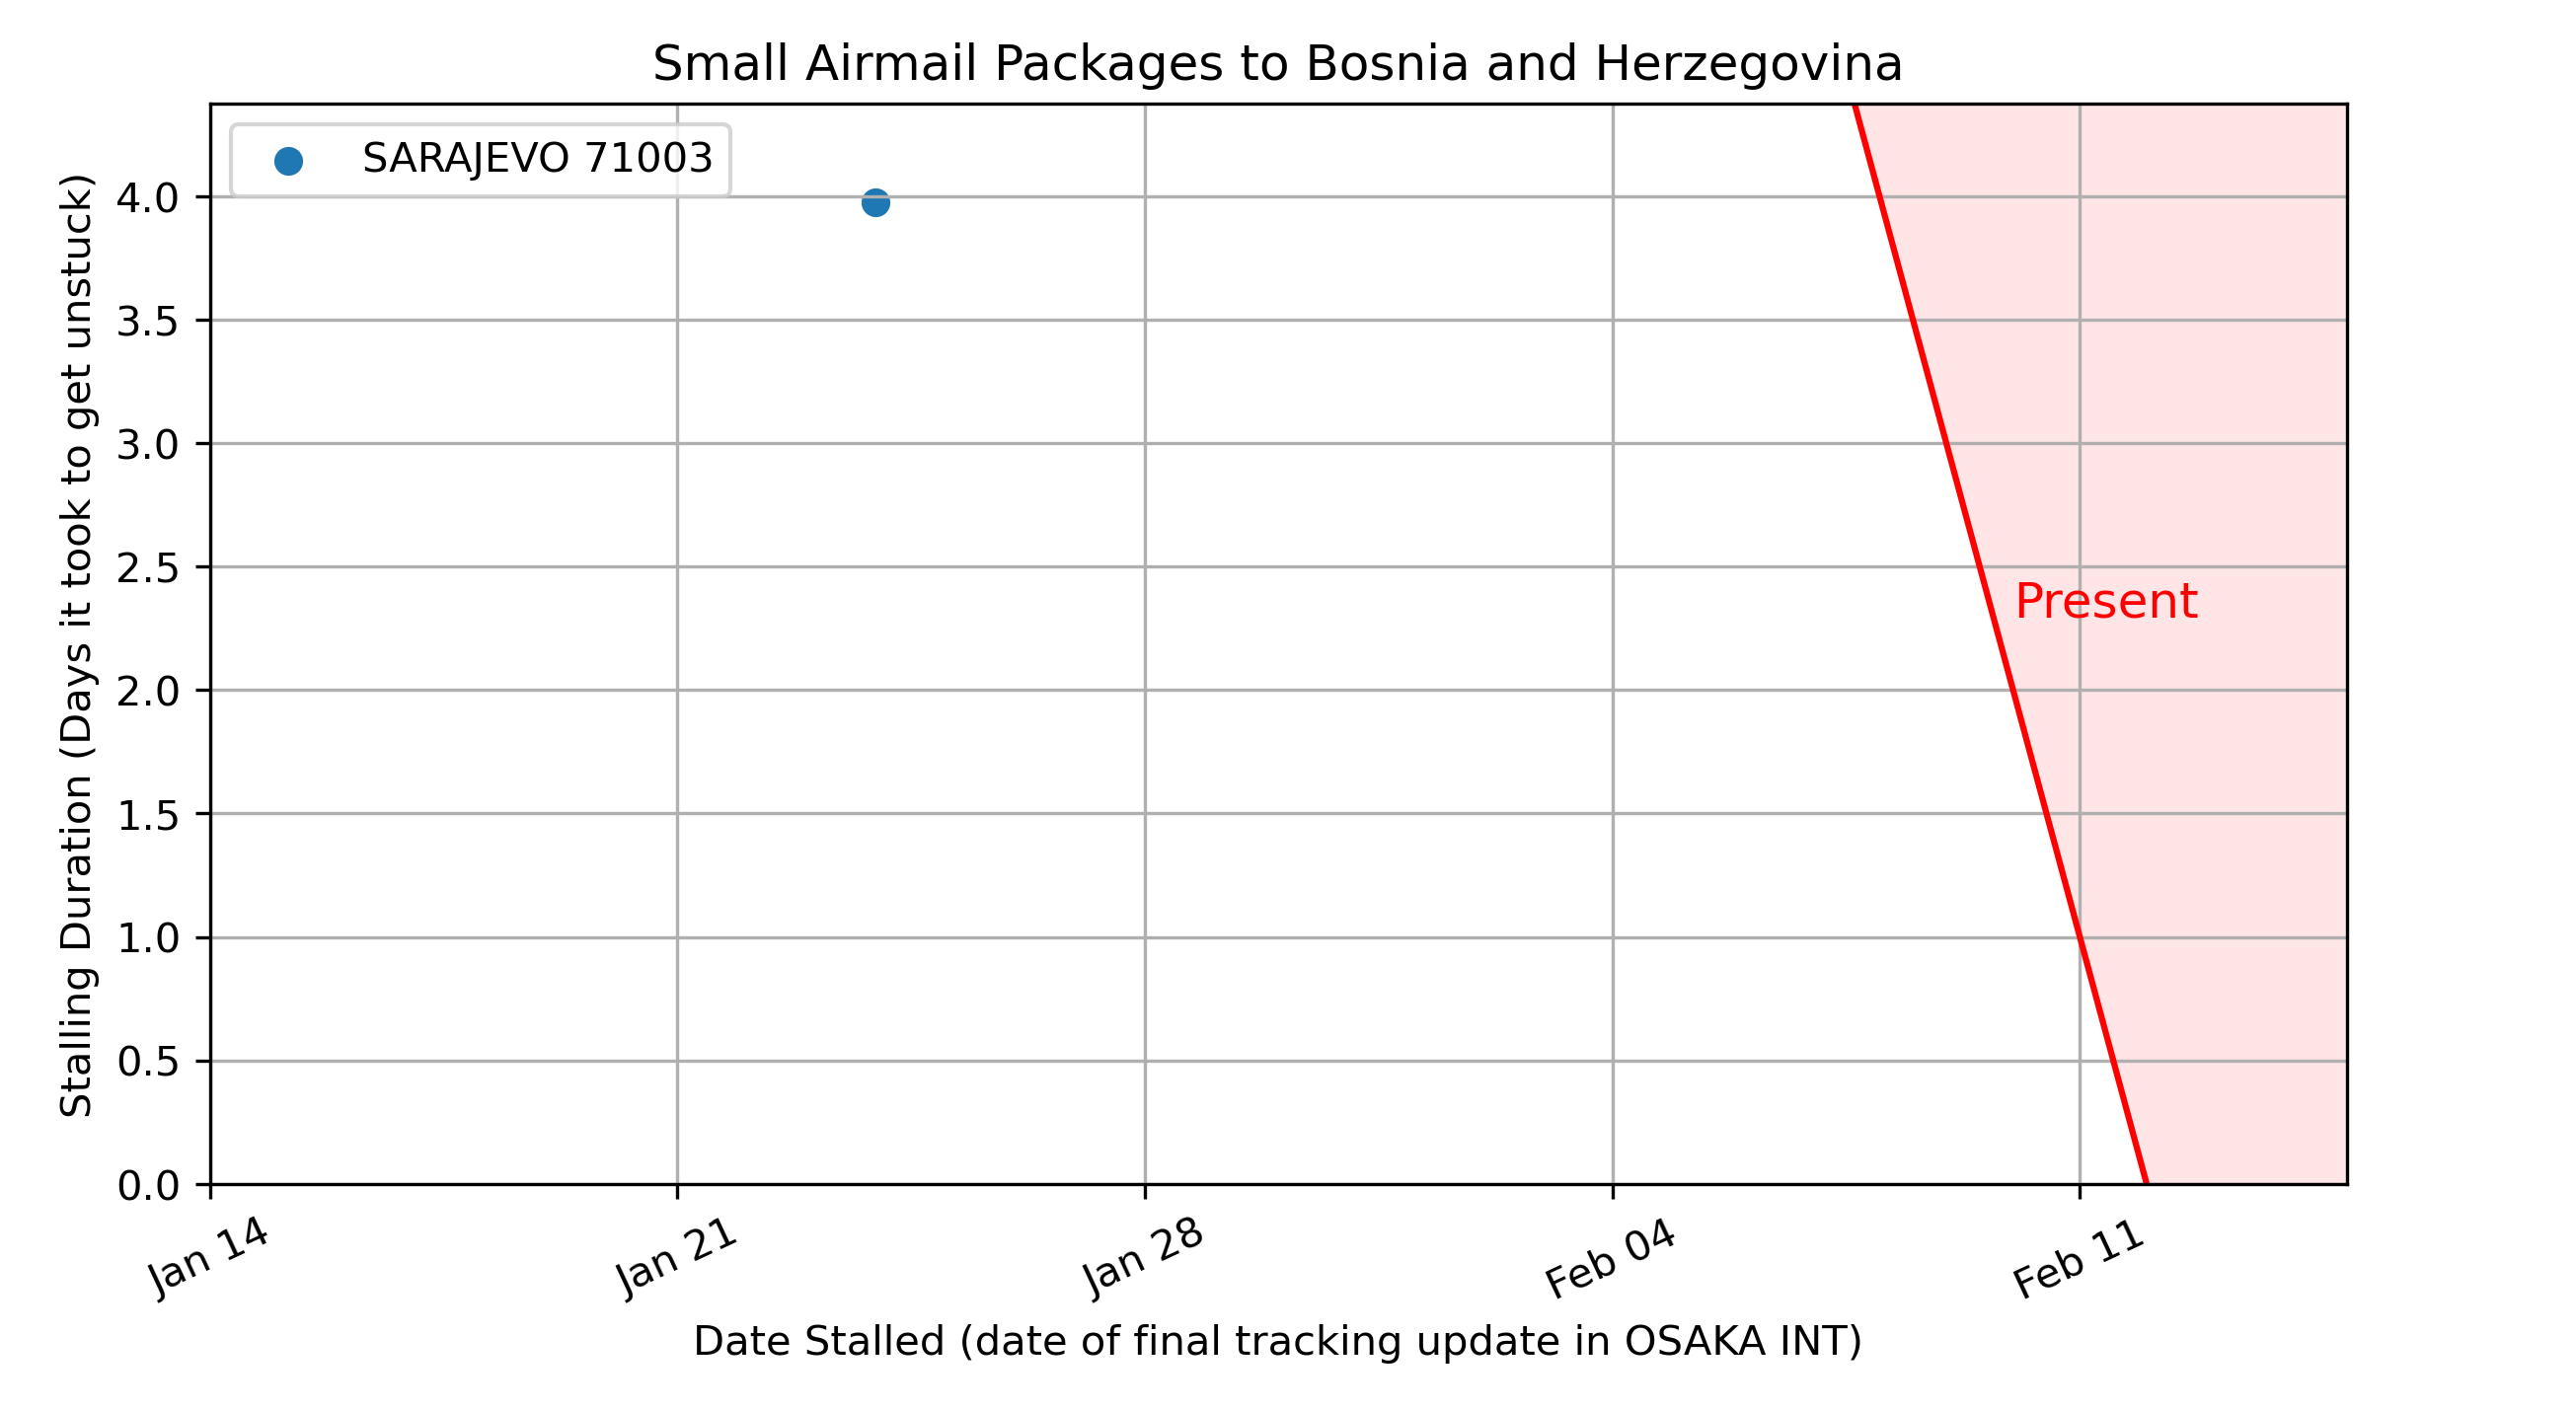 Small Airmail Packages to Bosnia and Herzegovina
SARAJEVO 71003
Stalling Duration (Days it took to get unstuck)
4.0
3.5
3.0
2.5
2.0
1.5
1.0
0.5
0.0
Present
Jan 14
Jan 21
Jan 28
Feb 04
Feb 11
Date Stalled (date of final tracking update in OSAKA INT)